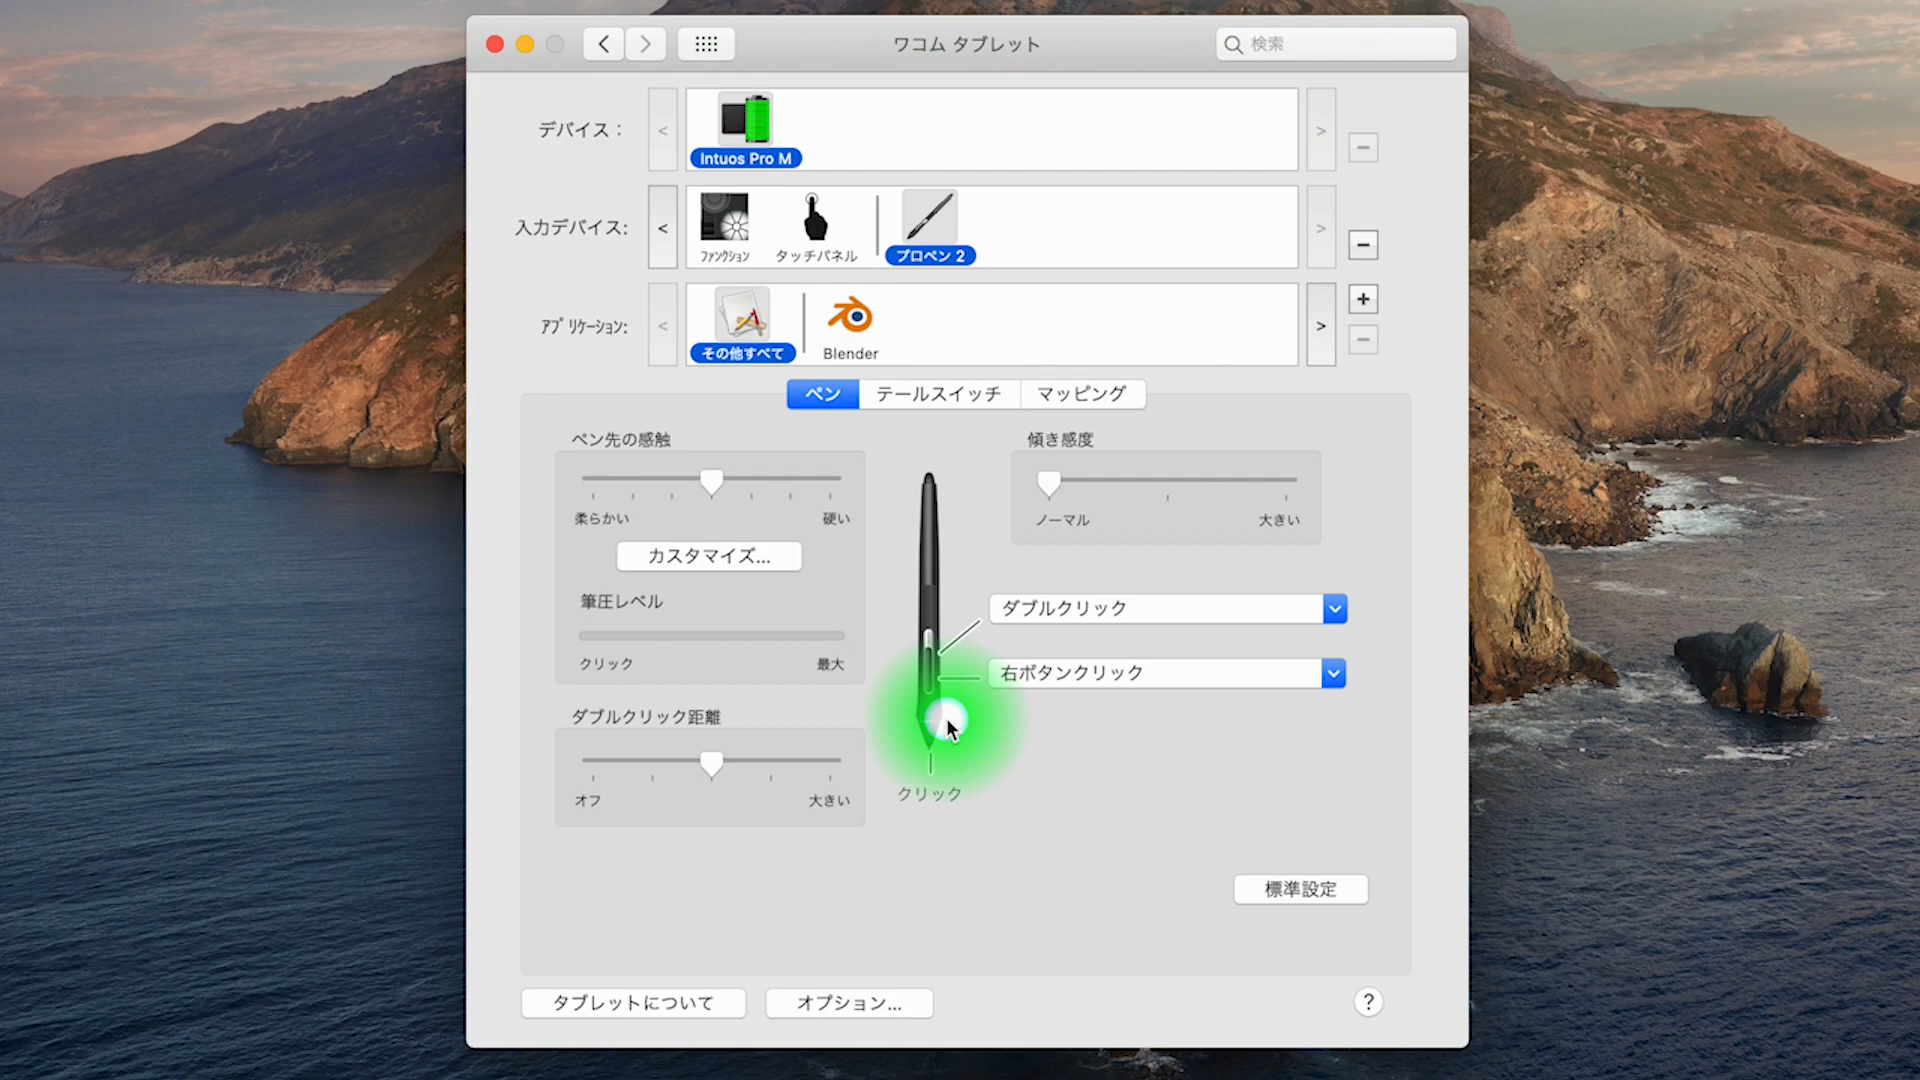 ワコム タブレット
検索
デバイス：
Intuos Pro M
入力デバイス:
ファンクション
タッチパネル
プロペン 2
アプリケーション:
その他すべて
Blender
ペン
テールスイッチ
マッピング
ペン先の感触
傾き感度
柔らかい
硬い
ノーマル
大きい
カスタマイズ...
筆圧レベル
ダブルクリック
クリック
最大
右ボタンクリック
ダブルクリック距離
オフ
大きい
クリック
標準設定
タブレットについて
オプション...
?